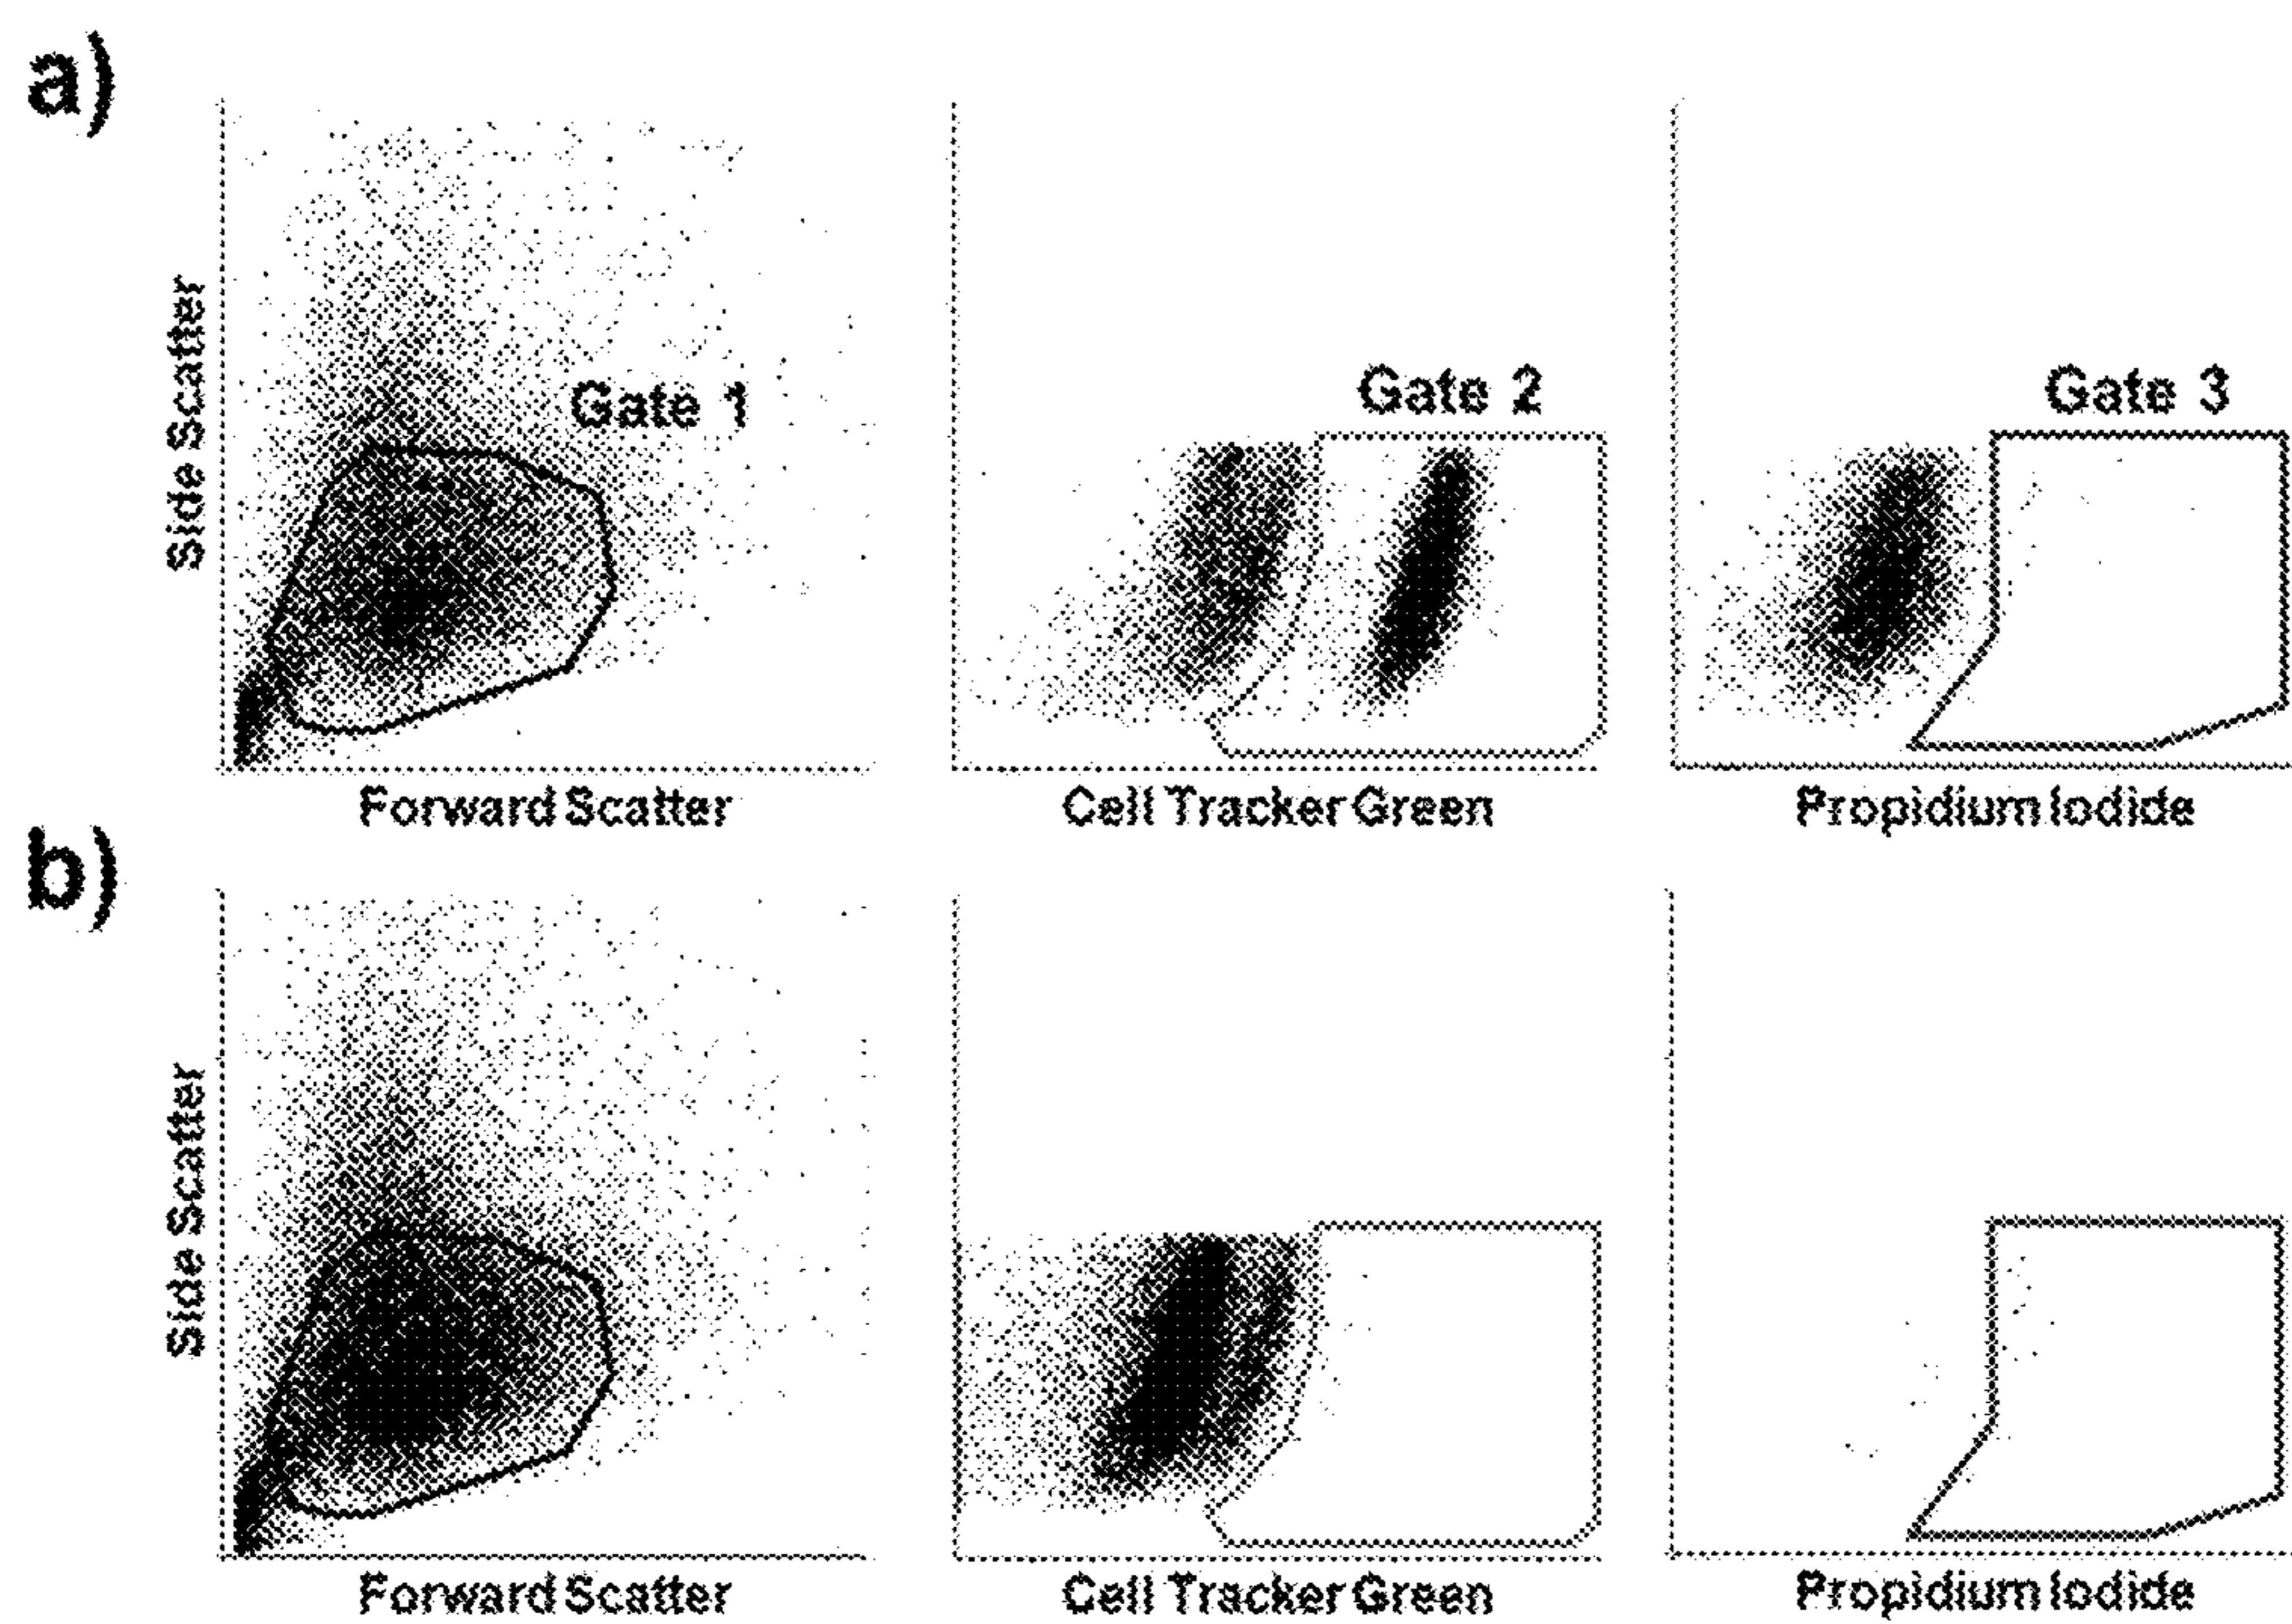 a)
Side Scatter
Gate 1
Gate 2
Gate 3
Forward Scatter
Cell Tracker Green
Propidium Iodide
b)
Side Scatter
Forward Scatter
Cell Tracker Green
Propidium Iodide